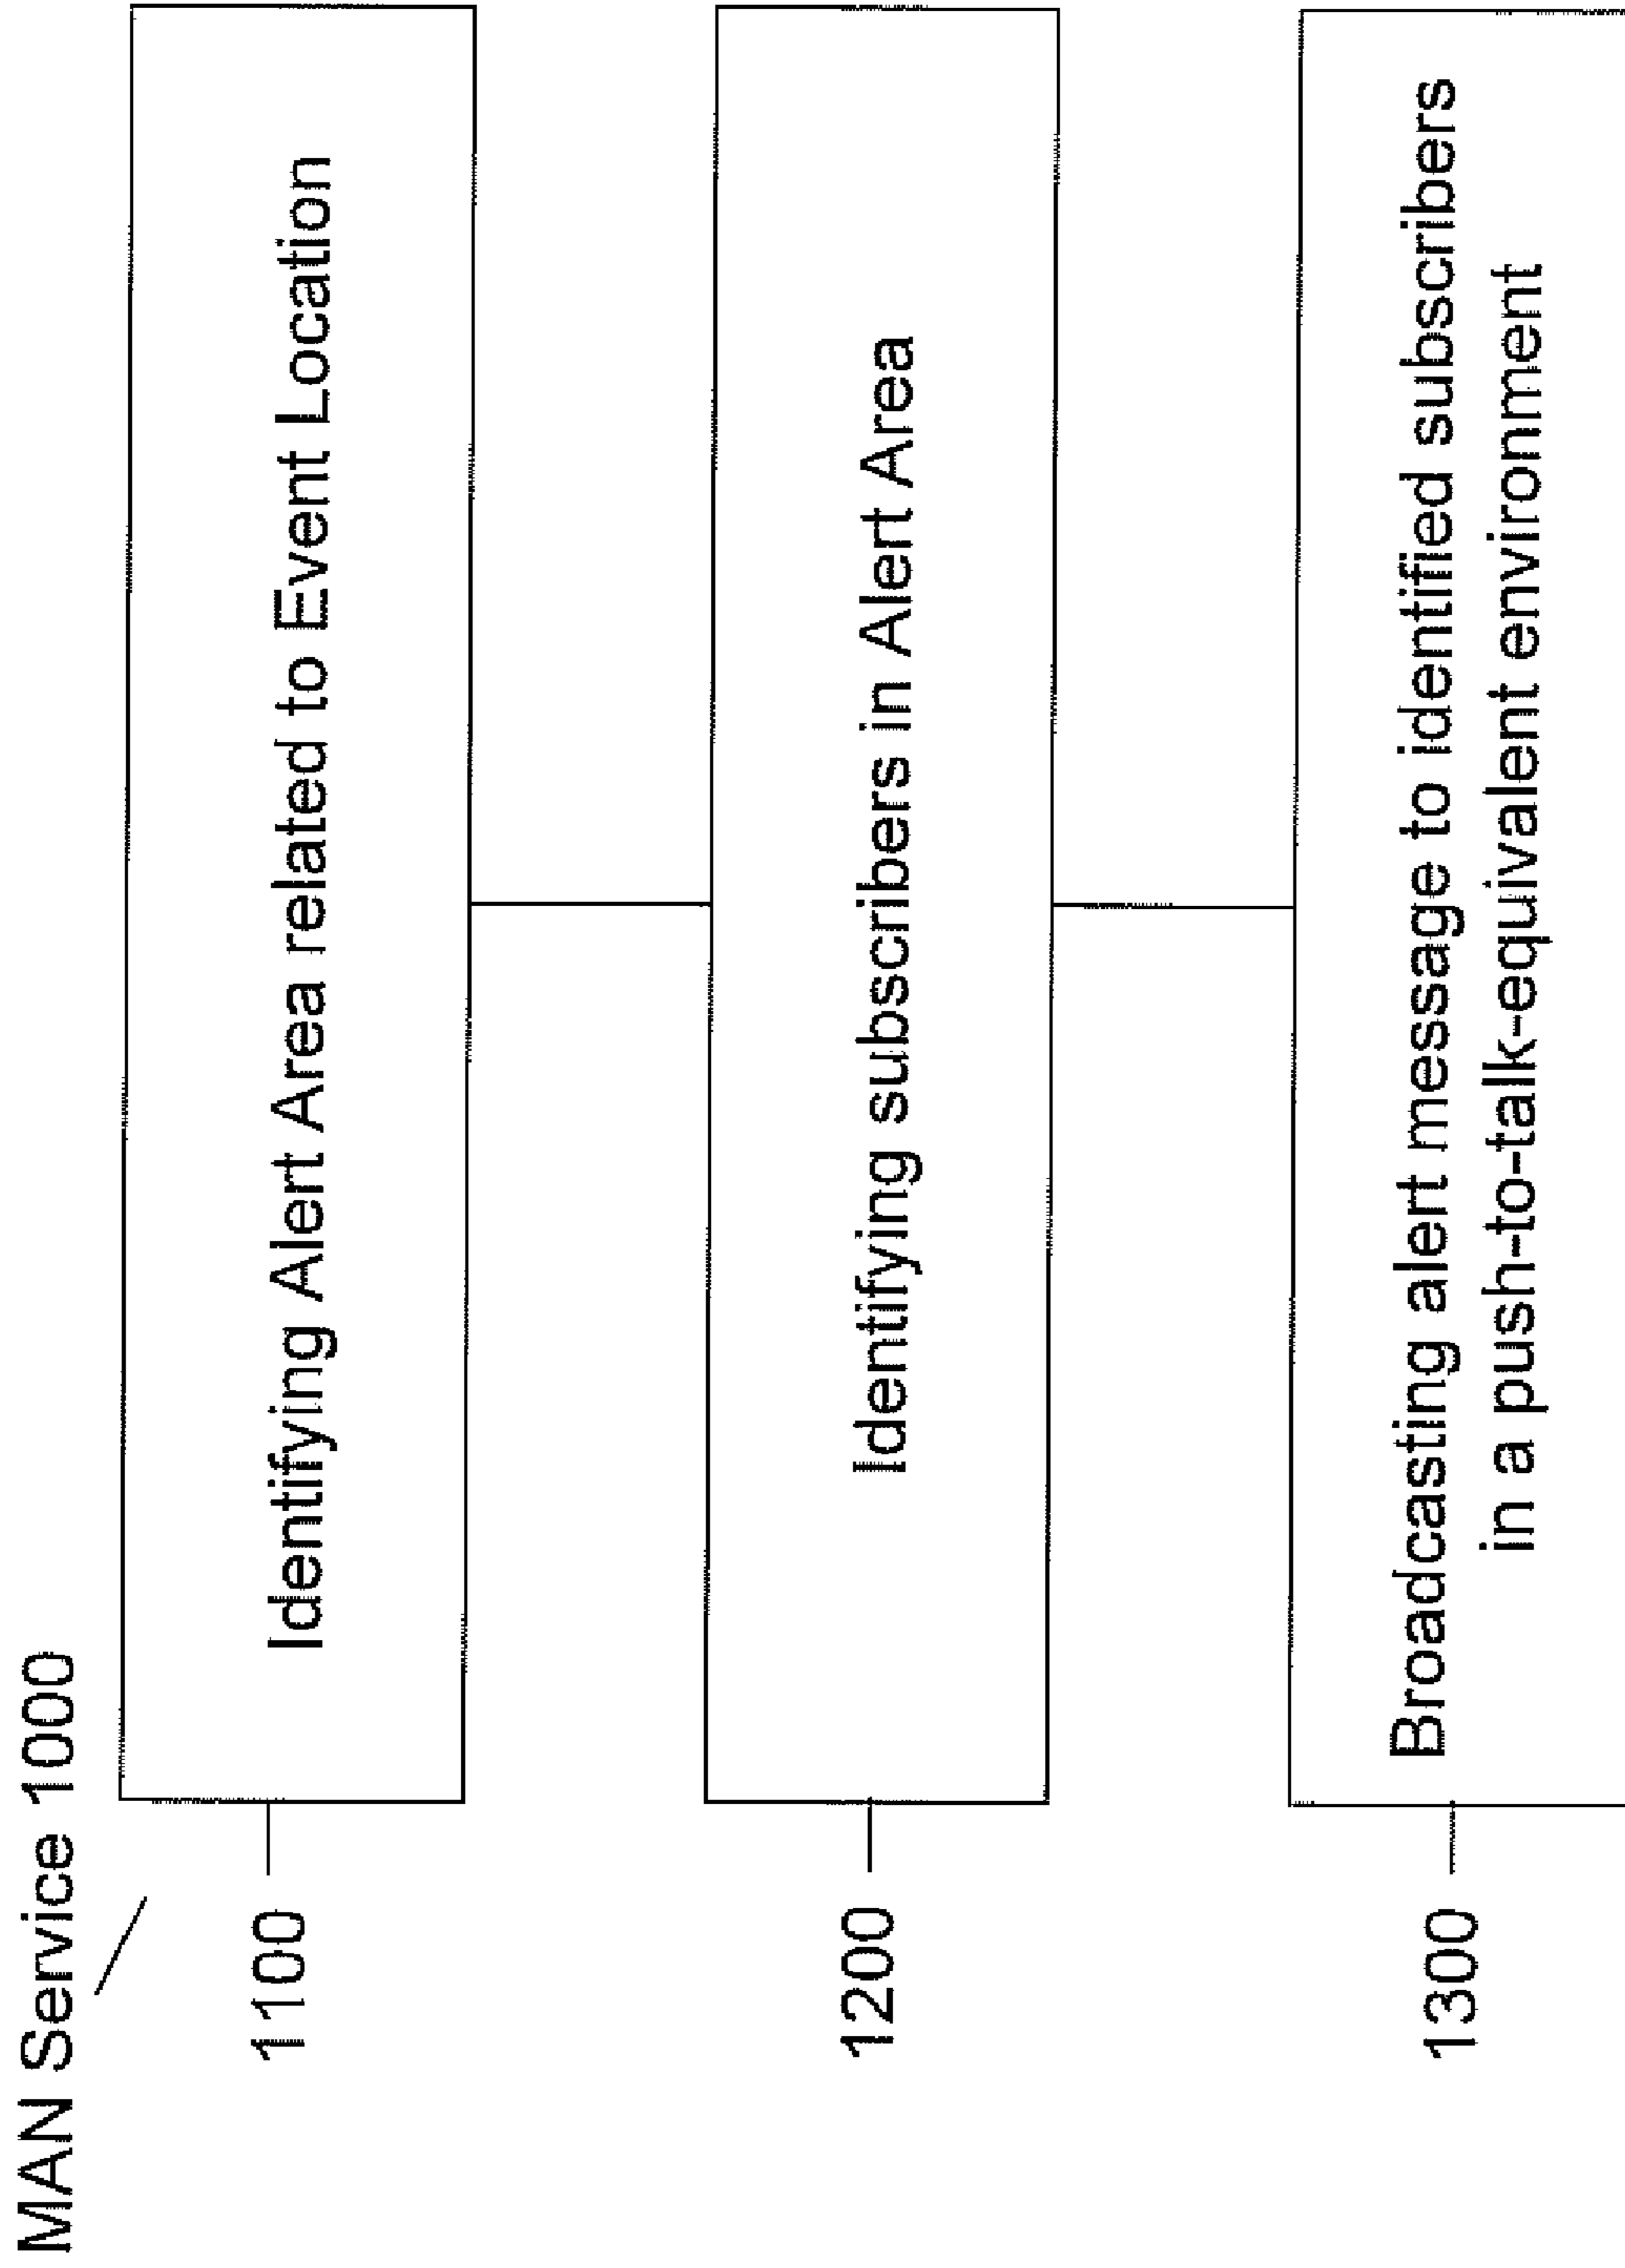 MAN Service 1000
1100
Identifying Alert Area related to Event Location
1200
Identifying subscribers in Alert Area
1300
Broadcasting alert message to identified subscribers
in a push-to-talk-equivalent environment